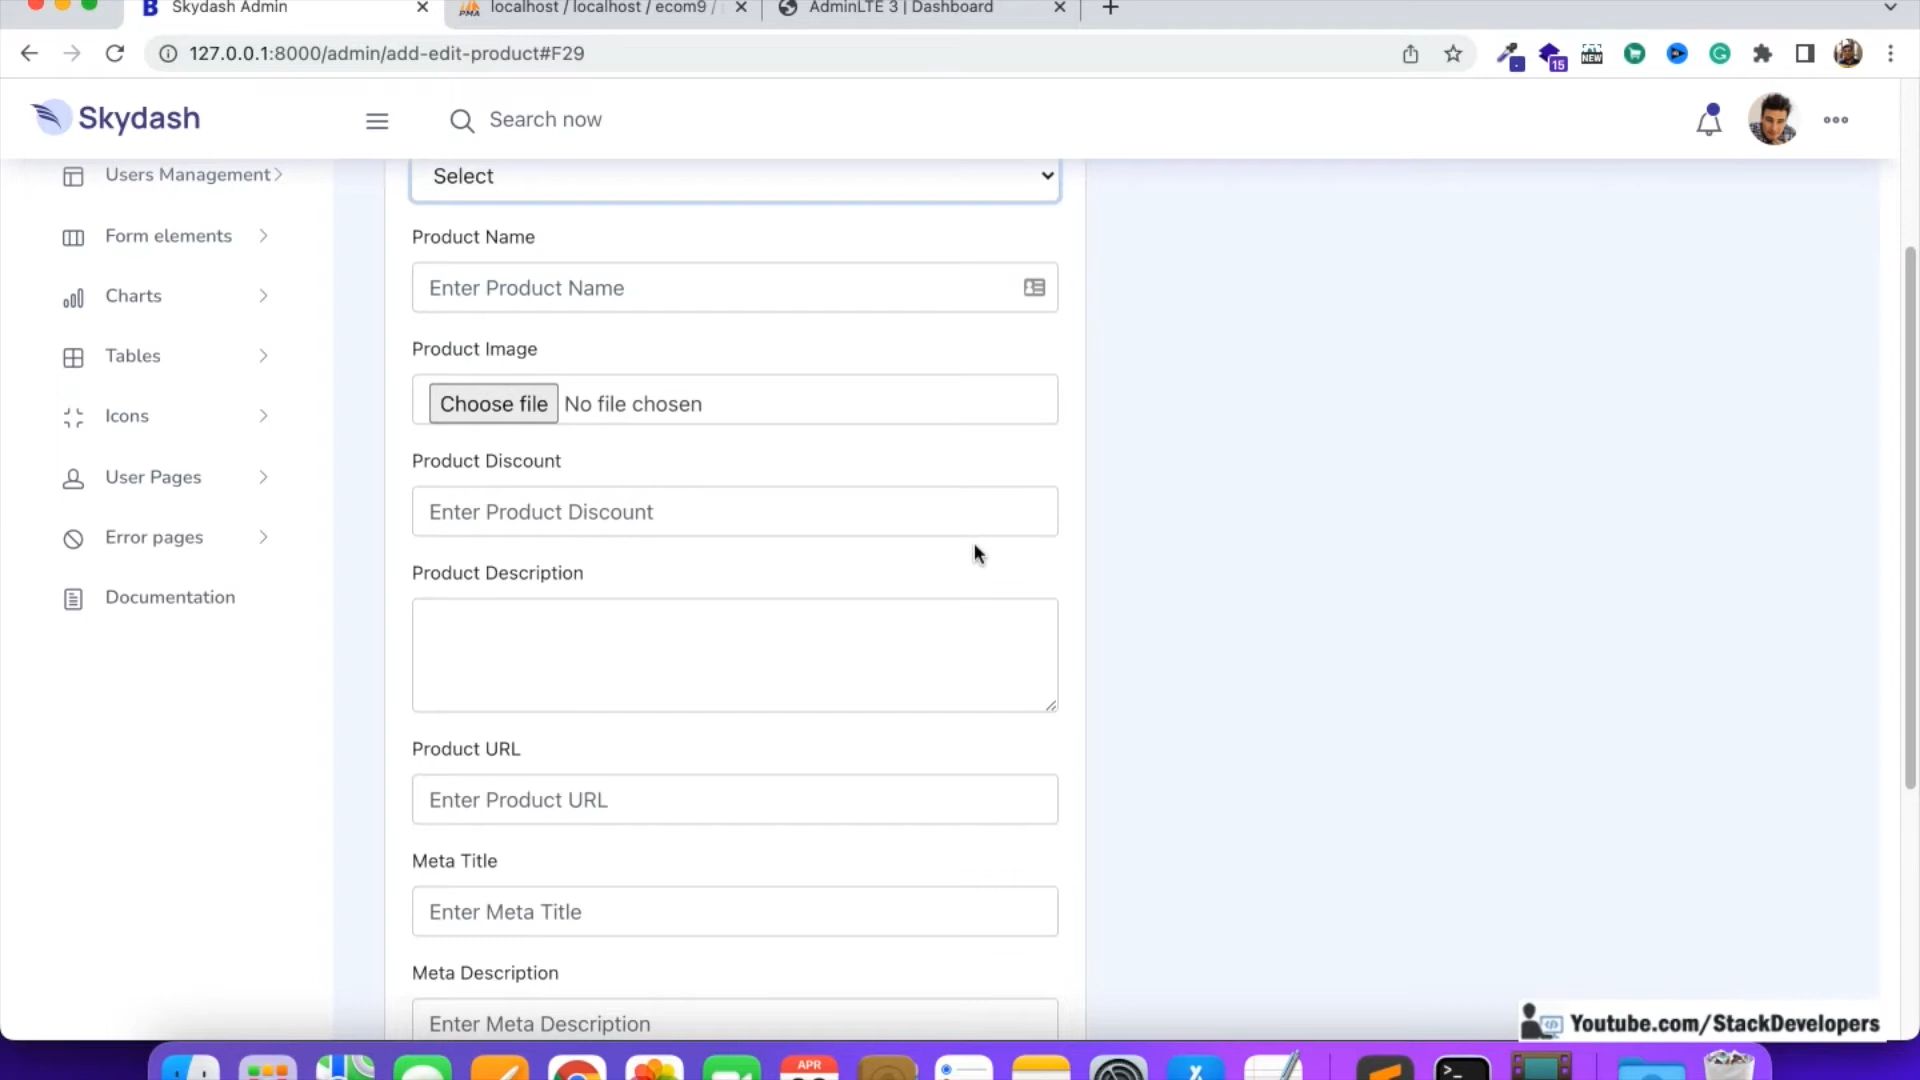 Skydash Admin
localhost / localhost / ecom9 /
AdminLTE 3 | Dashboard
127.0.0.1:8000/admin/add-edit-product#F29
15
NEW
Skydash
Search now
Users Management
Select
Form elements
Product Name
Enter Product Name
Charts
Product Image
Tables
Choose file No file chosen
Icons
Product Discount
User Pages
Enter Product Discount
Error pages
Product Description
Documentation
Product URL
Enter Product URL
Meta Title
Enter Meta Title
Meta Description
Enter Meta Description
Youtube.com/StackDevelopers
APR